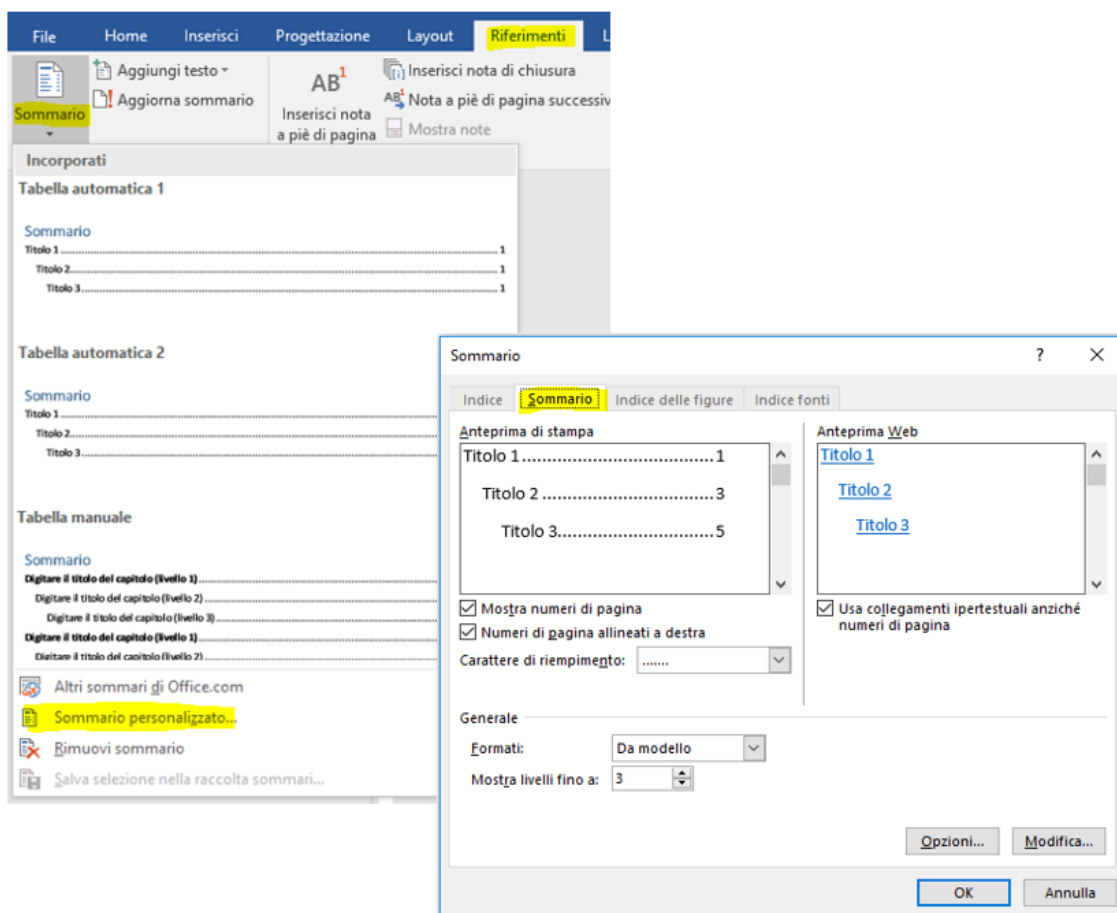 File Home Inserisci Progettazione Layout Riferimenti L
Aggiungi testo
Aggiorna sommario
Sommario
AB1
Inserisci nota
a piè di pagina
Inserisci nota di chiusura
AB1 Nota a piè di pagina successiv
Mostra note
Incorporati
Tabella automatica 1
Sommario
Titolo 1 ........ 1
Titolo 2 ........ 1
Titolo 3 ........ 1
Tabella automatica 2
Sommario
Titolo 1 ........
Titolo 2 ........
Titolo 3 ........
Tabella manuale
Sommario
Digitare il titolo del capitolo (livello 1) ........
Digitare il titolo del capitolo (livello 2) ........
Digitare il titolo del capitolo (livello 3) ........
Digitare il titolo del capitolo (livello 1) ........
Digitare il titolo del capitolo (livello 2) ........
Altri sommari di Office.com
Sommario personalizzato...
Rimuovi sommario
Salva selezione nella raccolta sommari...
Sommario ? X
Indice Sommario Indice delle figure Indice fonti
Anteprima di stampa
Titolo 1 ........ 1
Titolo 2 ........ 3
Titolo 3 ........ 5
Mostra numeri di pagina
Numeri di pagina allineati a destra
Carattere di riempimento: .......
Anteprima Web
Titolo 1
Titolo 2
Titolo 3
Usa collegamenti ipertestuali anziché
numeri di pagina
Generale
Formati: Da modello
Mostra livelli fino a: 3
Opzioni... Modifica...
OK Annulla